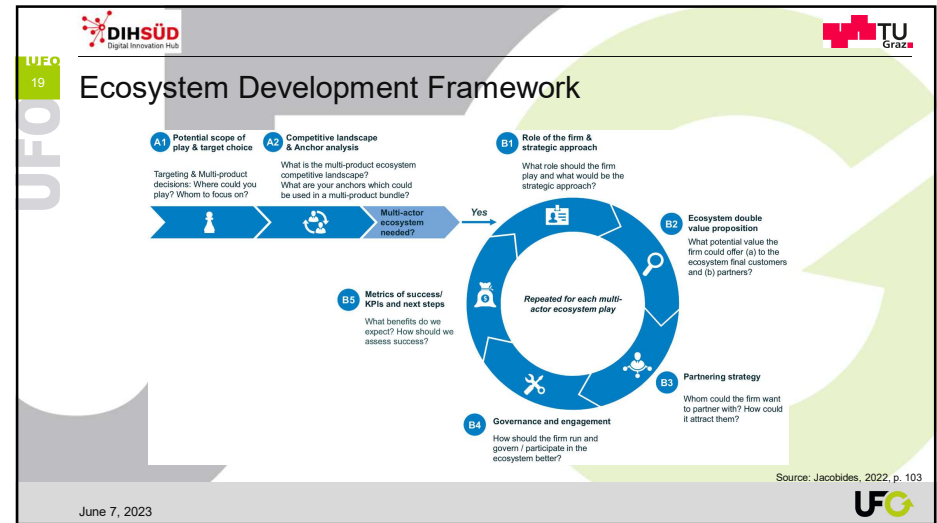 DIHSÜD
Digital Innovation Hub
TU
Graz
UFO
19
UFO
Ecosystem Development Framework
A1
Potential scope of
play & target choice
Targeting & Multi-product
decisions: Where could you
play? Whom to focus on?
A2
Competitive landscape
& Anchor analysis
What is the multi-product ecosystem
competitive landscape?
What are your anchors which could
be used in a multi-product bundle?
Multi-actor
ecosystem
needed?
Yes
B1
Role of the firm &
strategic approach
What role should the firm
play and what would be the
strategic approach?
B2
Ecosystem double
value proposition
What potential value the
firm could offer (a) to the
ecosystem final customers
and (b) partners?
Repeated for each multi-
actor ecosystem play
B5
Metrics of success/
KPIs and next steps
What benefits do we
expect? How should we
assess success?
B3
Partnering strategy
Whom could the firm want
to partner with? How could
it attract them?
B4
Governance and engagement
How should the firm run and
govern / participate in the
ecosystem better?
Source: Jacobides, 2022, p. 103
June 7, 2023
UFO